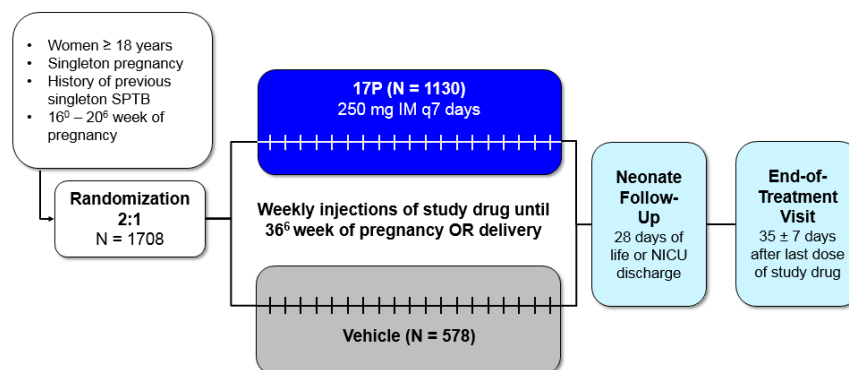 • Women ≥ 18 years
• Singleton pregnancy
• History of previous
singleton SPTB
• 16⁰ – 20⁶ week of
pregnancy
Randomization
2:1
N = 1708
17P (N = 1130)
250 mg IM q7 days
Weekly injections of study drug until
36⁶ week of pregnancy OR delivery
Vehicle (N = 578)
Neonate
Follow-
Up
28 days of
life or NICU
discharge
End-of-
Treatment
Visit
35 ± 7 days
after last dose
of study drug